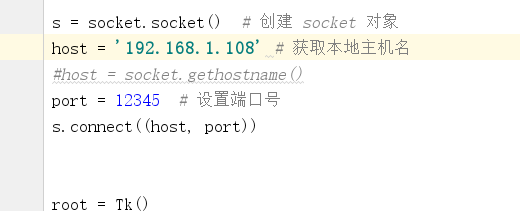 s = socket.socket()  # 创建 socket 对象
host = '192.168.1.108'  # 获取本地主机名
#host = socket.gethostname()
port = 12345  # 设置端口号
s.connect((host, port))
root = Tk()